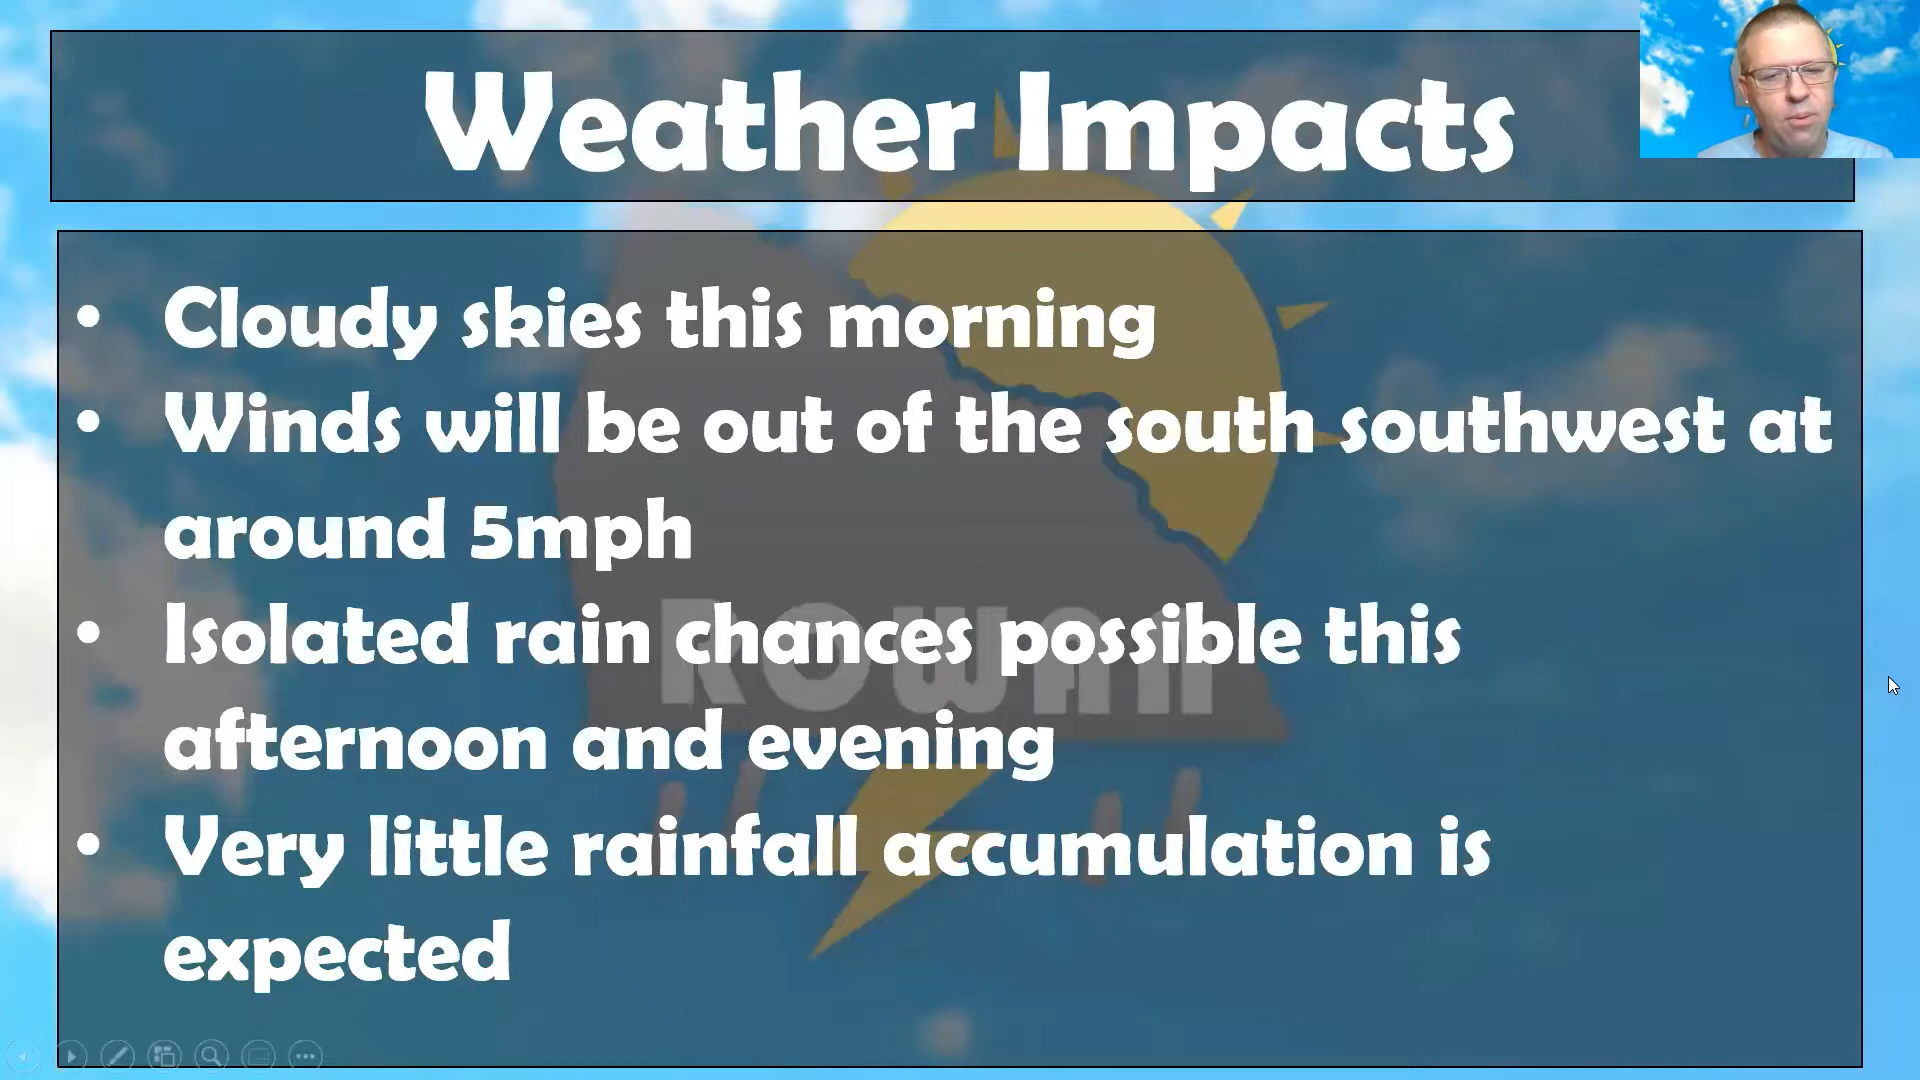 Weather Impacts
• Cloudy skies this morning
• Winds will be out of the south southwest at
around 5mph
• Isolated rain chances possible this
ROWAN
afternoon and evening
• Very little rainfall accumulation is
expected